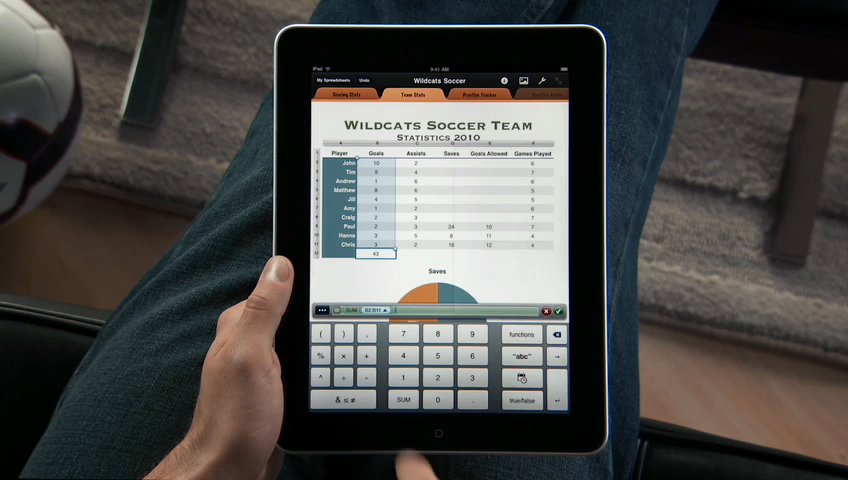 iPad 9:41 AM
My Spreadsheets Undo Wildcats Soccer
Scoring Stats Team Stats Practice Tracker
Wildcats Soccer Team
Statistics 2010
A B C D E F
Player Goals Assists Saves Goals Allowed Games Played
John 10 2 6
Tim 9 4 7
Andrew 1 6 6
Matthew 8 6 5
Jill 4 5 5
Amy 1 2 6
Craig 2 3 7
Paul 2 3 24 10 7
Hanna 3 5 8 11 4
Chris 3 2 16 12 4
43
Saves
SUM B2:B11
( ) , 7 8 9 functions
% × + 4 5 6 "abc"
^ ÷ - 1 2 3
& ≤ ≠ SUM 0 . true/false